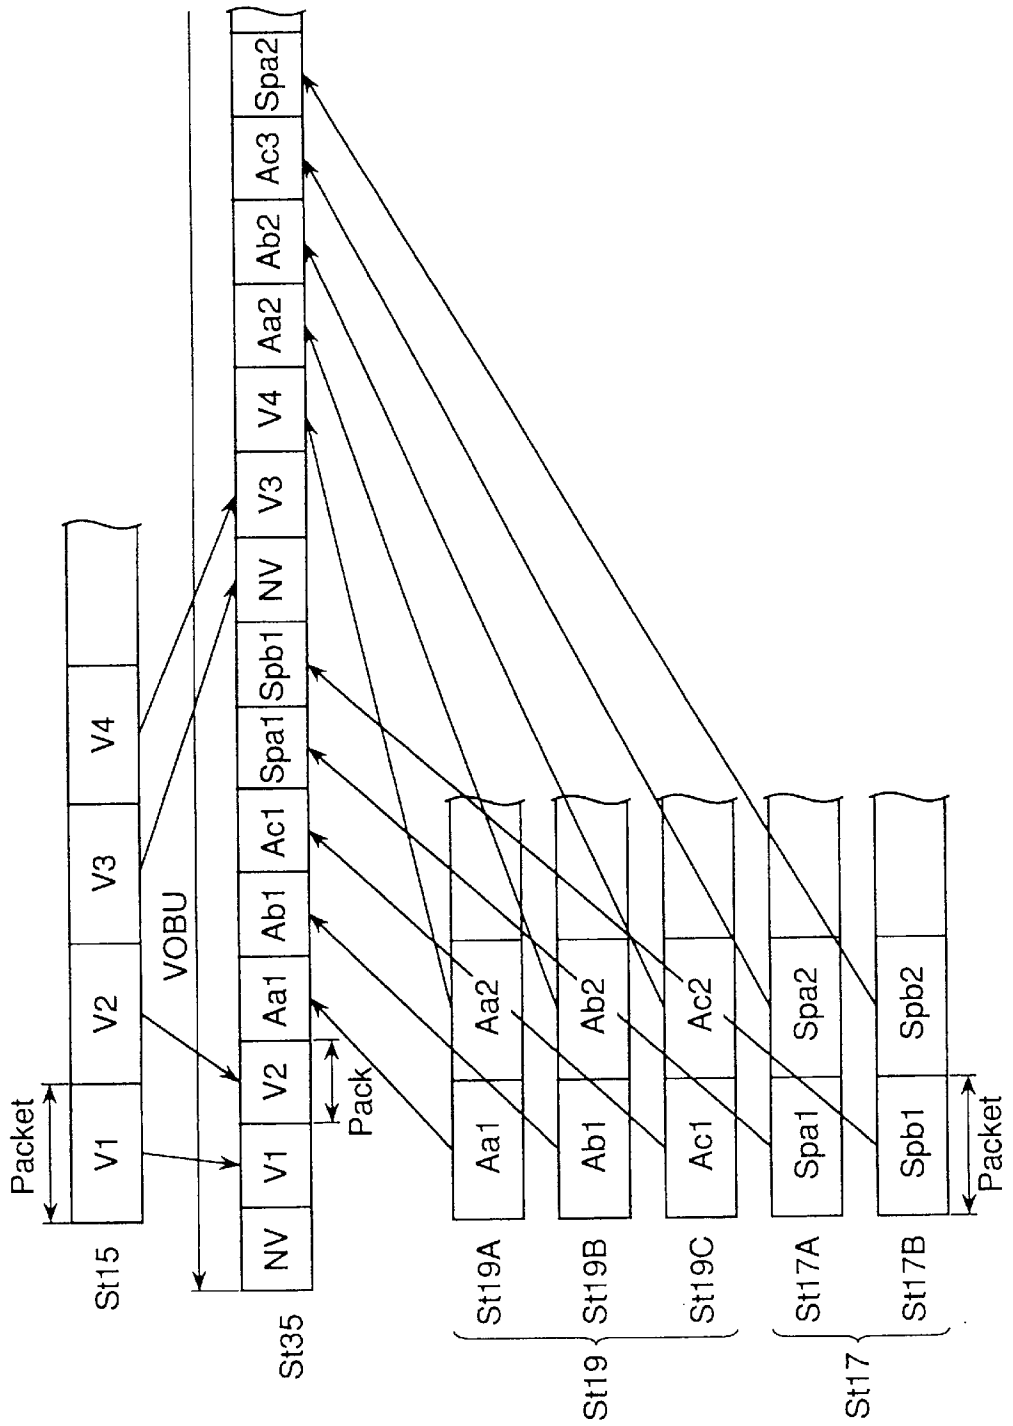 Packet
St15 V1 V2 V3 V4
VOBU
St35 NV V1 V2 Aa1 Ab1 Ac1 Spa1 Spb1 NV V3 V4 Aa2 Ab2 Ac3 Spa2
Pack
St19
St19A Aa1 Aa2
St19B Ab1 Ab2
St19C Ac1 Ac2
St17
St17A Spa1 Spa2
St17B Spb1 Spb2
Packet